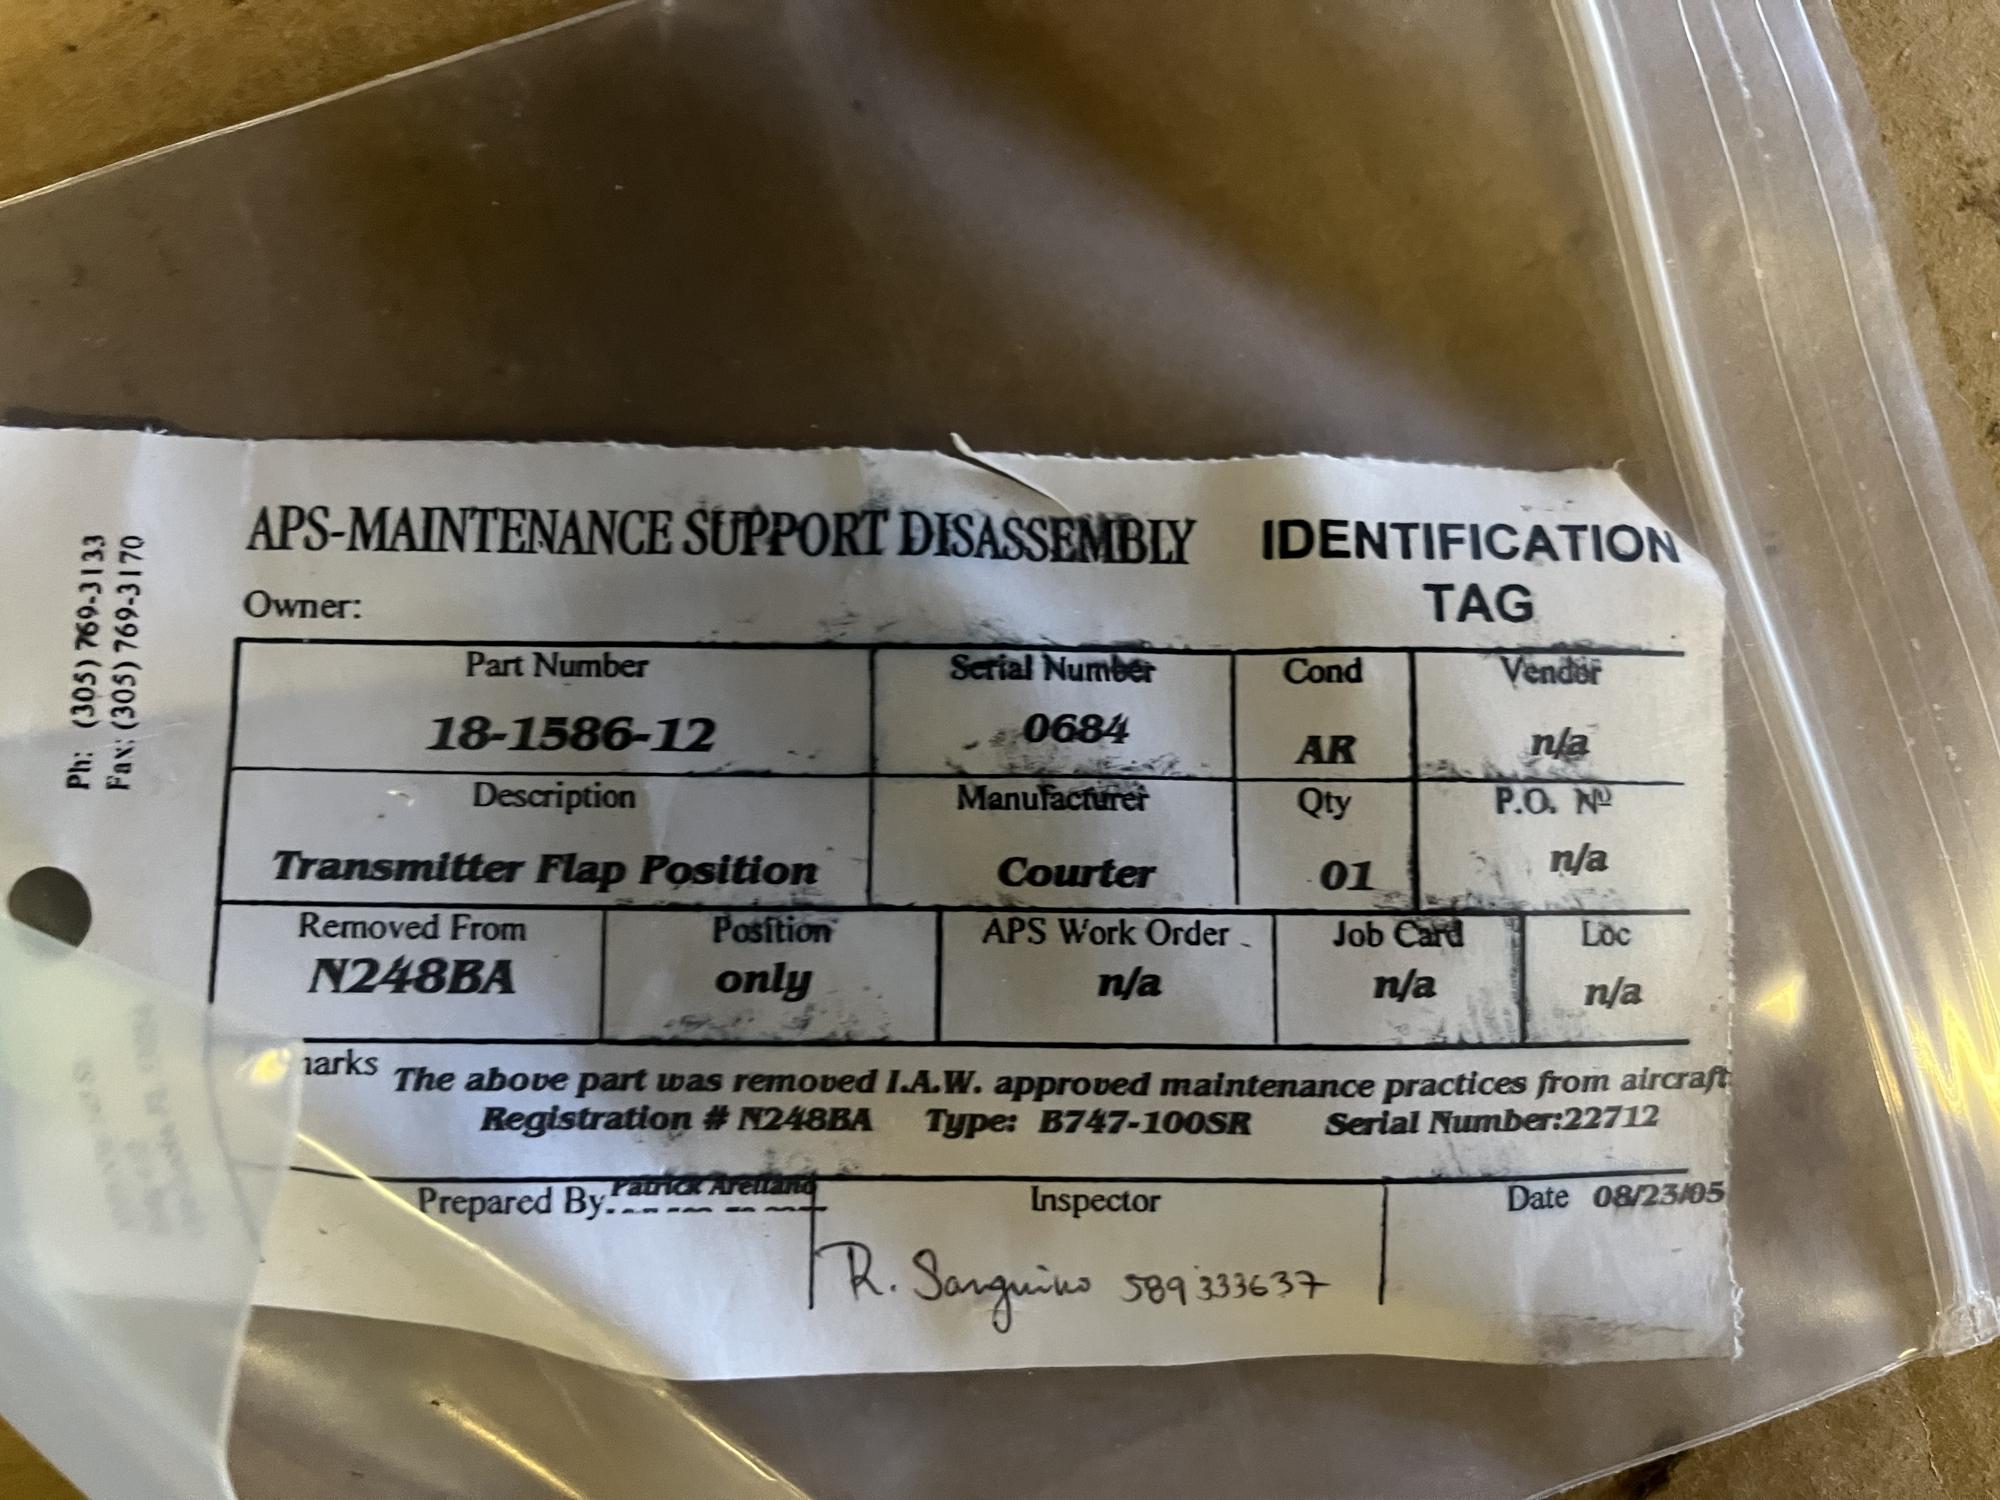 APS-MAINTENANCE SUPPORT DISASSEMBLY IDENTIFICATION TAG
Ph: (305) 769-3133
Fax: (305) 769-3170
Owner:
Part Number Serial Number Cond Vendor
18-1586-12 0684 AR n/a
Description Manufacturer Qty P.O. Nº
Transmitter Flap Position Courter 01 n/a
Removed From Position APS Work Order Job Card Loc
N248BA only n/a n/a n/a
arks The above part was removed I.A.W. approved maintenance practices from aircraft
Registration # N248BA Type: B747-100SR Serial Number:22712
Prepared By. Patrick Arellano Inspector Date 08/23/05
R. Sanguino 589333637